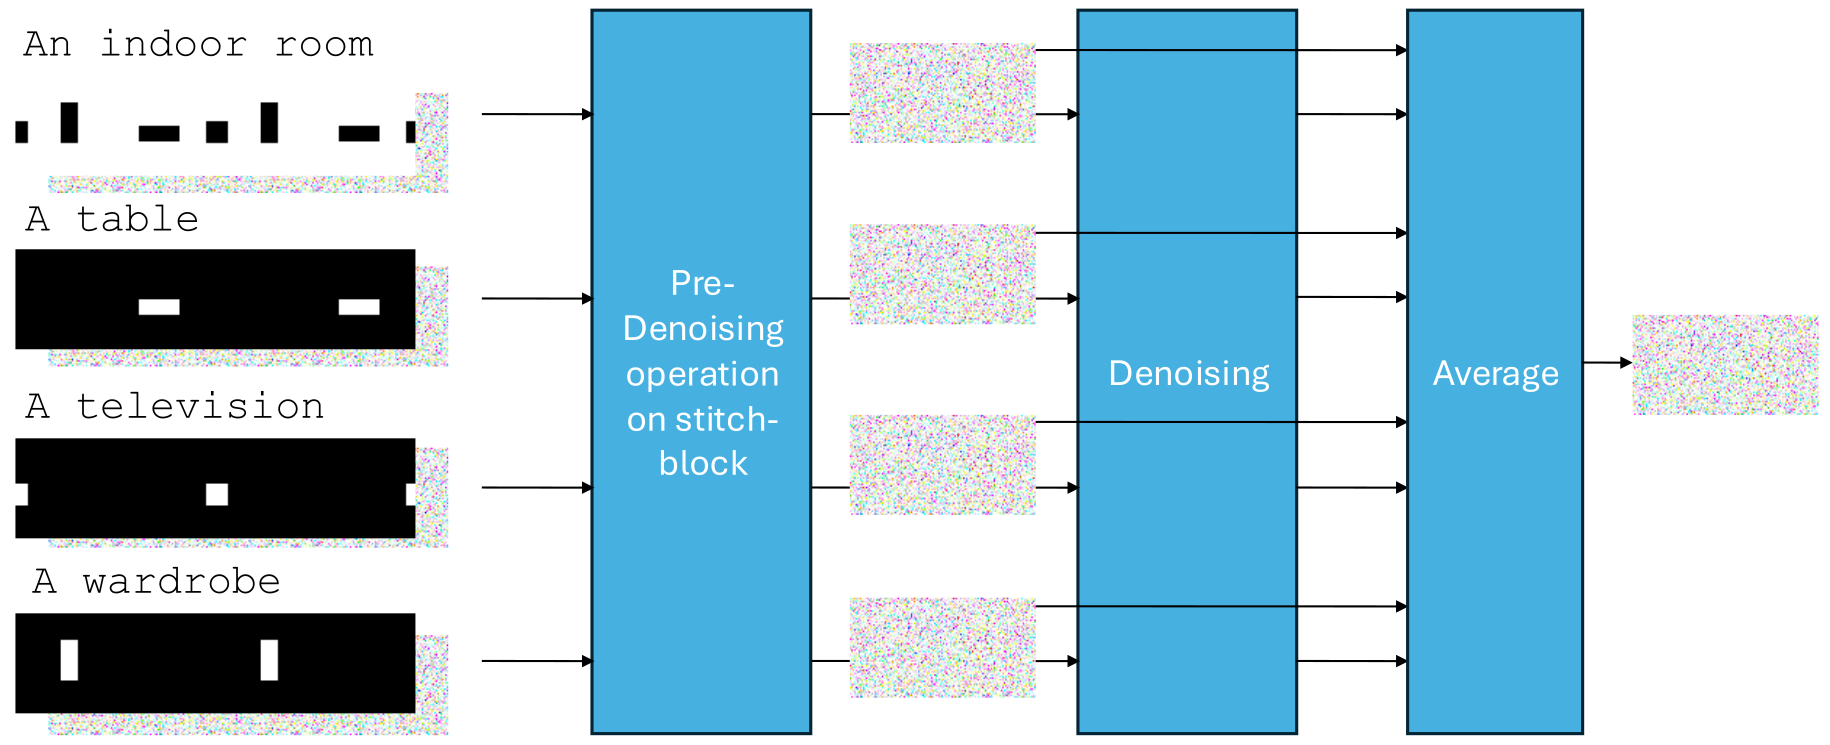 An indoor room
A table
A television
A wardrobe
Pre-
Denoising
operation
on stitch-
block
Denoising
Average